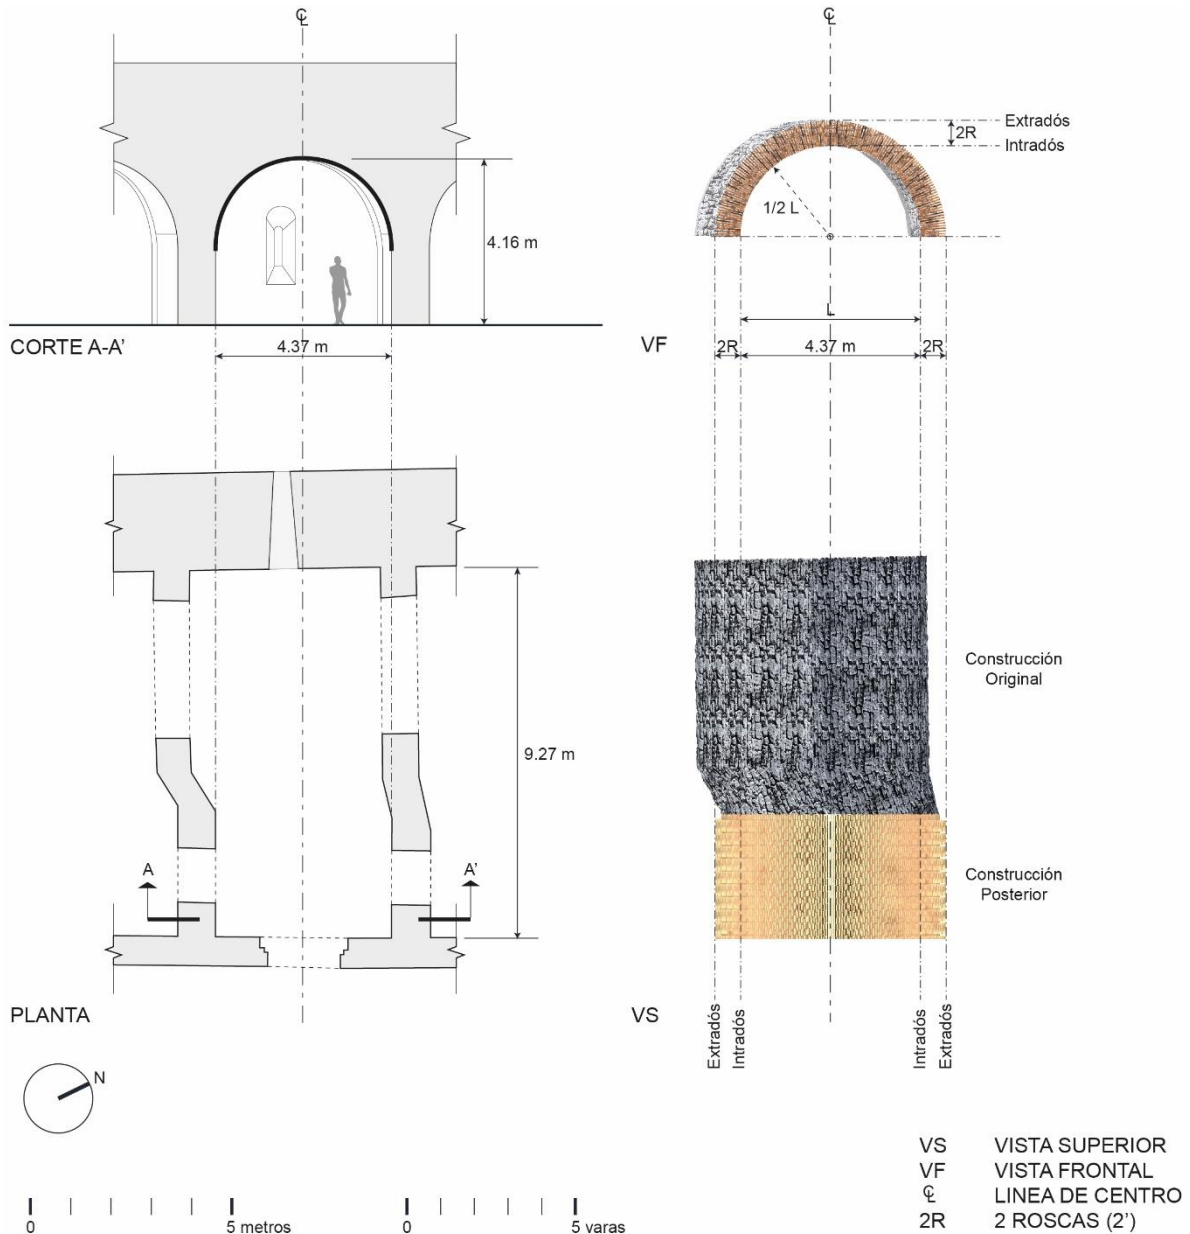 ℄
4.16 m
CORTE A-A'
4.37 m
℄
Extradós
2R
Intradós
1/2 L
L
VF
2R
4.37 m
2R
9.27 m
A
A'
PLANTA
N
Construcción
Original
Construcción
Posterior
VS
Extradós
Intradós
Intradós
Extradós
0
5 metros
0
5 varas
VS VISTA SUPERIOR
VF VISTA FRONTAL
℄ LINEA DE CENTRO
2R 2 ROSCAS (2')